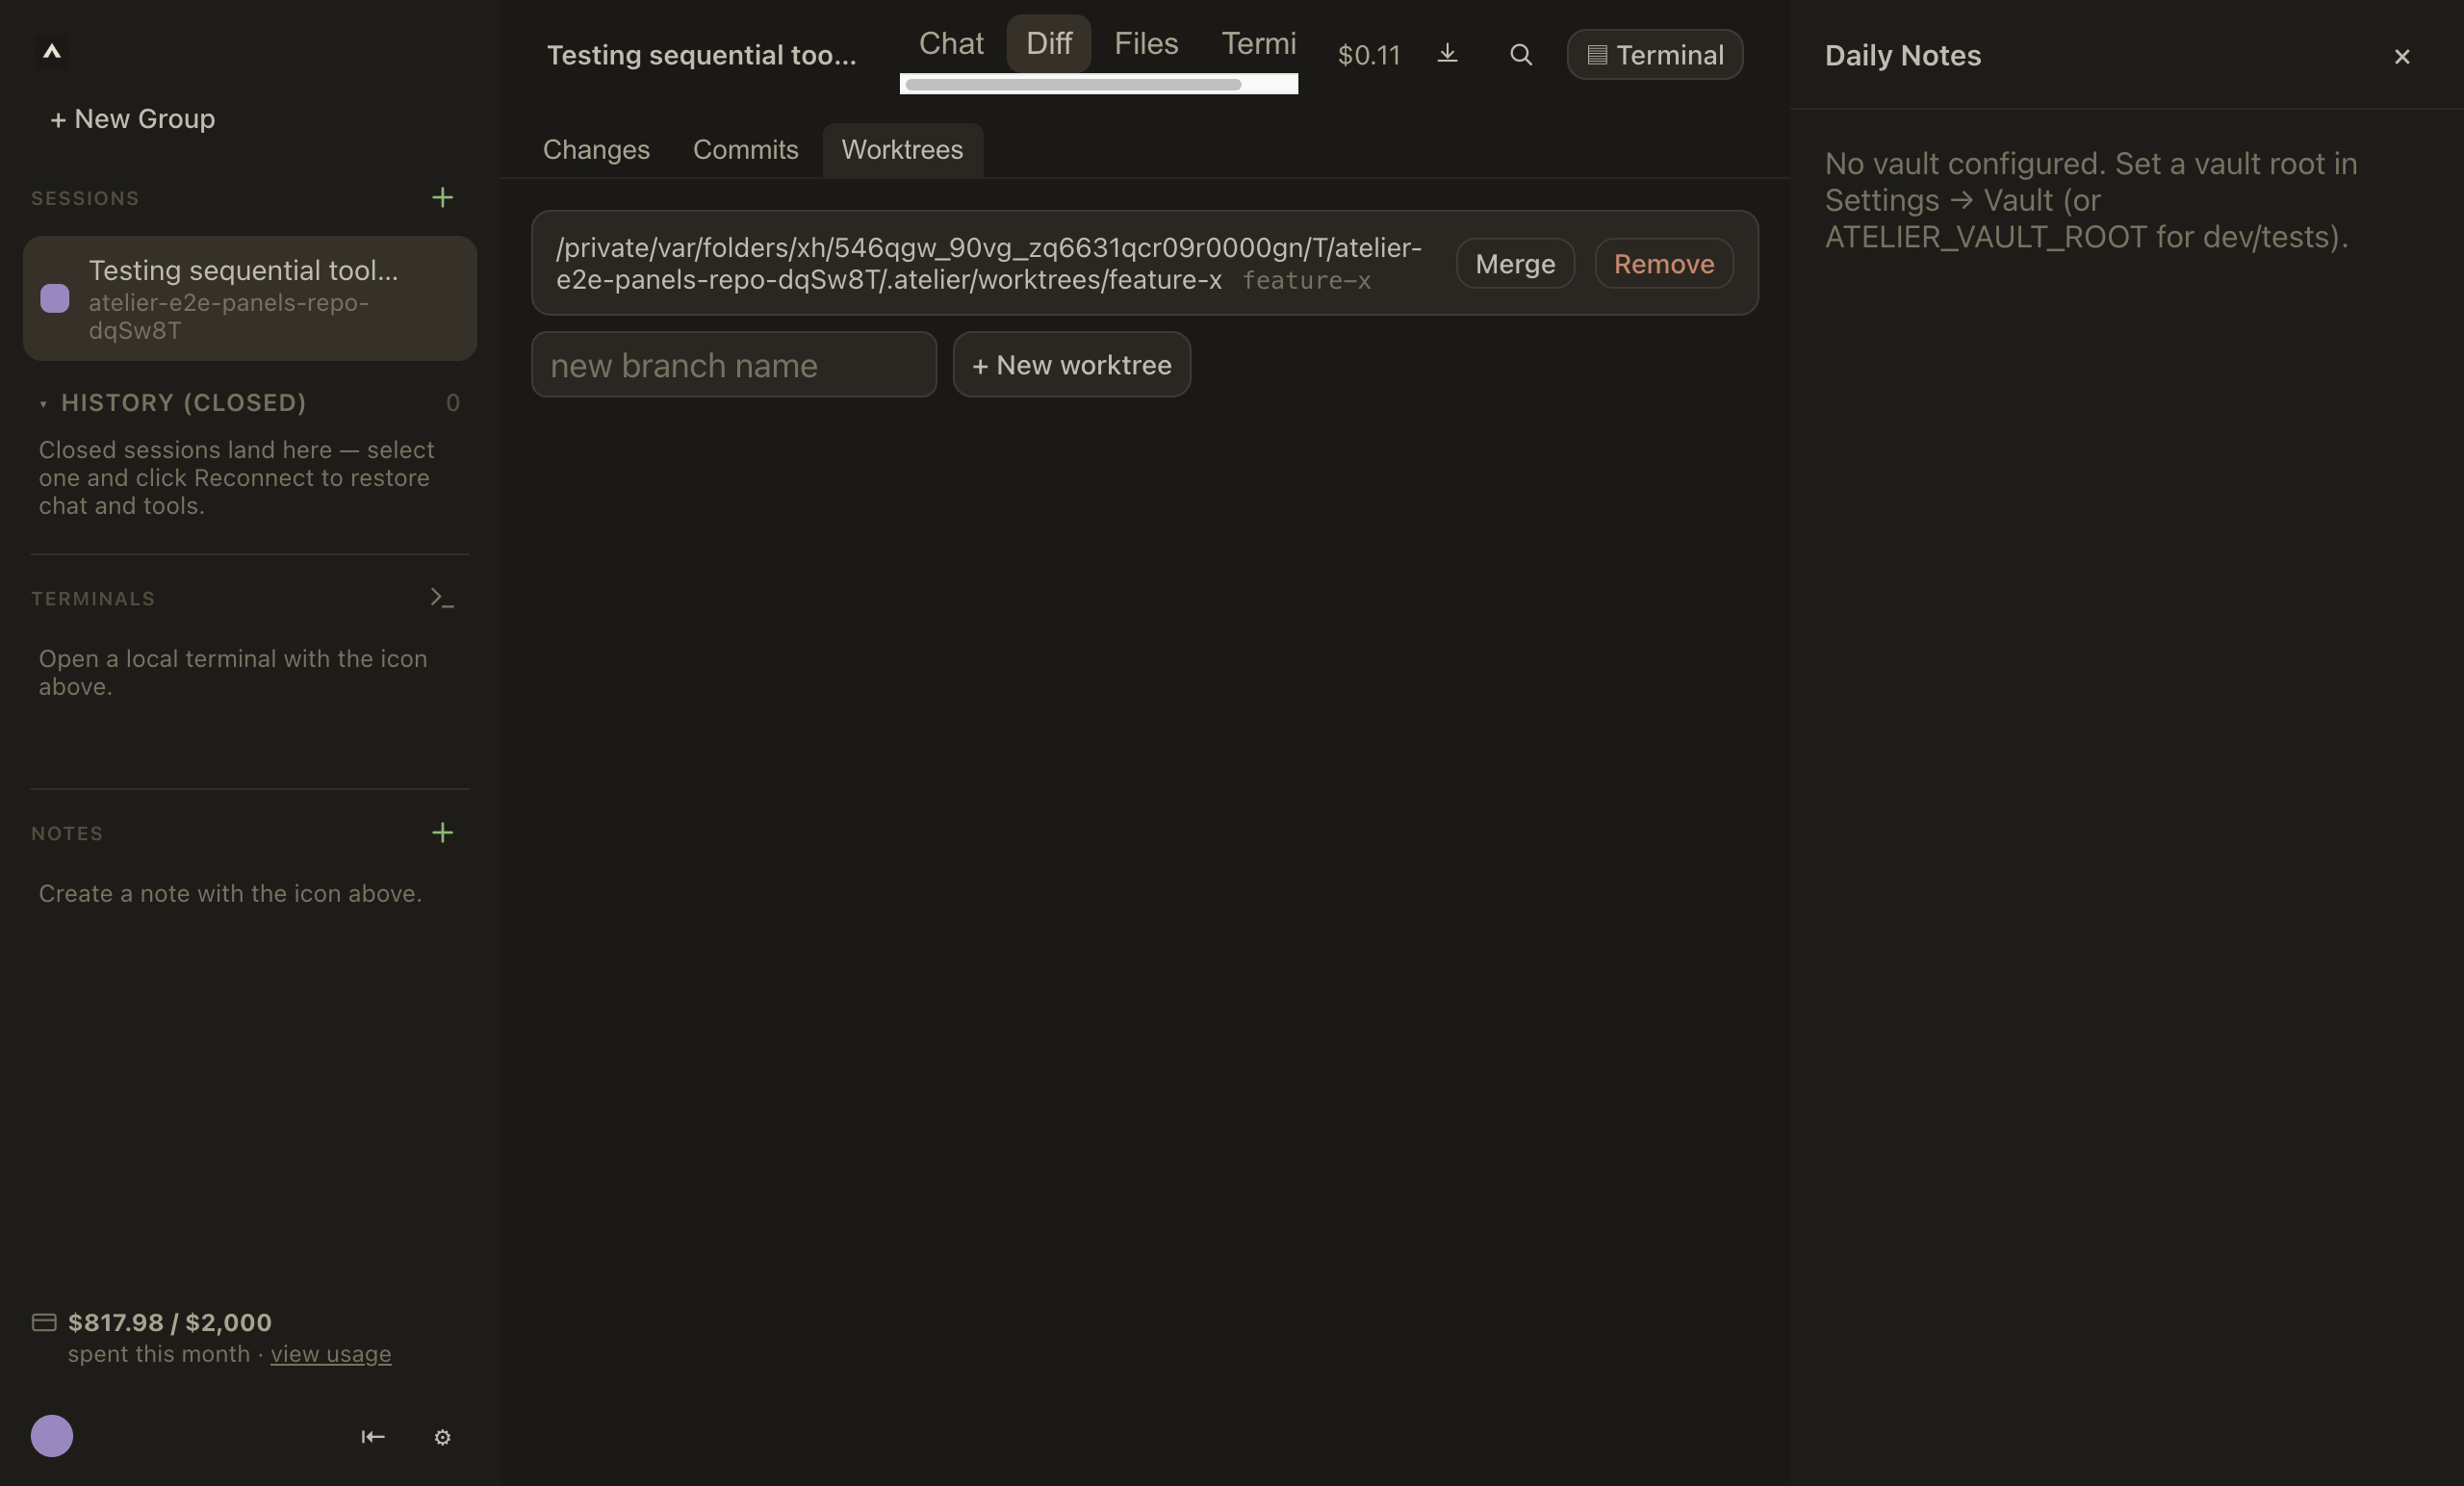 + New Group
SESSIONS
Testing sequential tool...
atelier-e2e-panels-repo-
dqSw8T
HISTORY (CLOSED) 0
Closed sessions land here — select
one and click Reconnect to restore
chat and tools.
TERMINALS
Open a local terminal with the icon
above.
NOTES
Create a note with the icon above.
$817.98 / $2,000
spent this month · view usage
Testing sequential too...
Chat Diff Files Termi
$0.11
Terminal
Changes Commits Worktrees
/private/var/folders/xh/546qgw_90vg_zq6631qcr09r0000gn/T/atelier-
e2e-panels-repo-dqSw8T/.atelier/worktrees/feature-x feature-x
Merge Remove
new branch name + New worktree
Daily Notes
No vault configured. Set a vault root in
Settings → Vault (or
ATELIER_VAULT_ROOT for dev/tests).